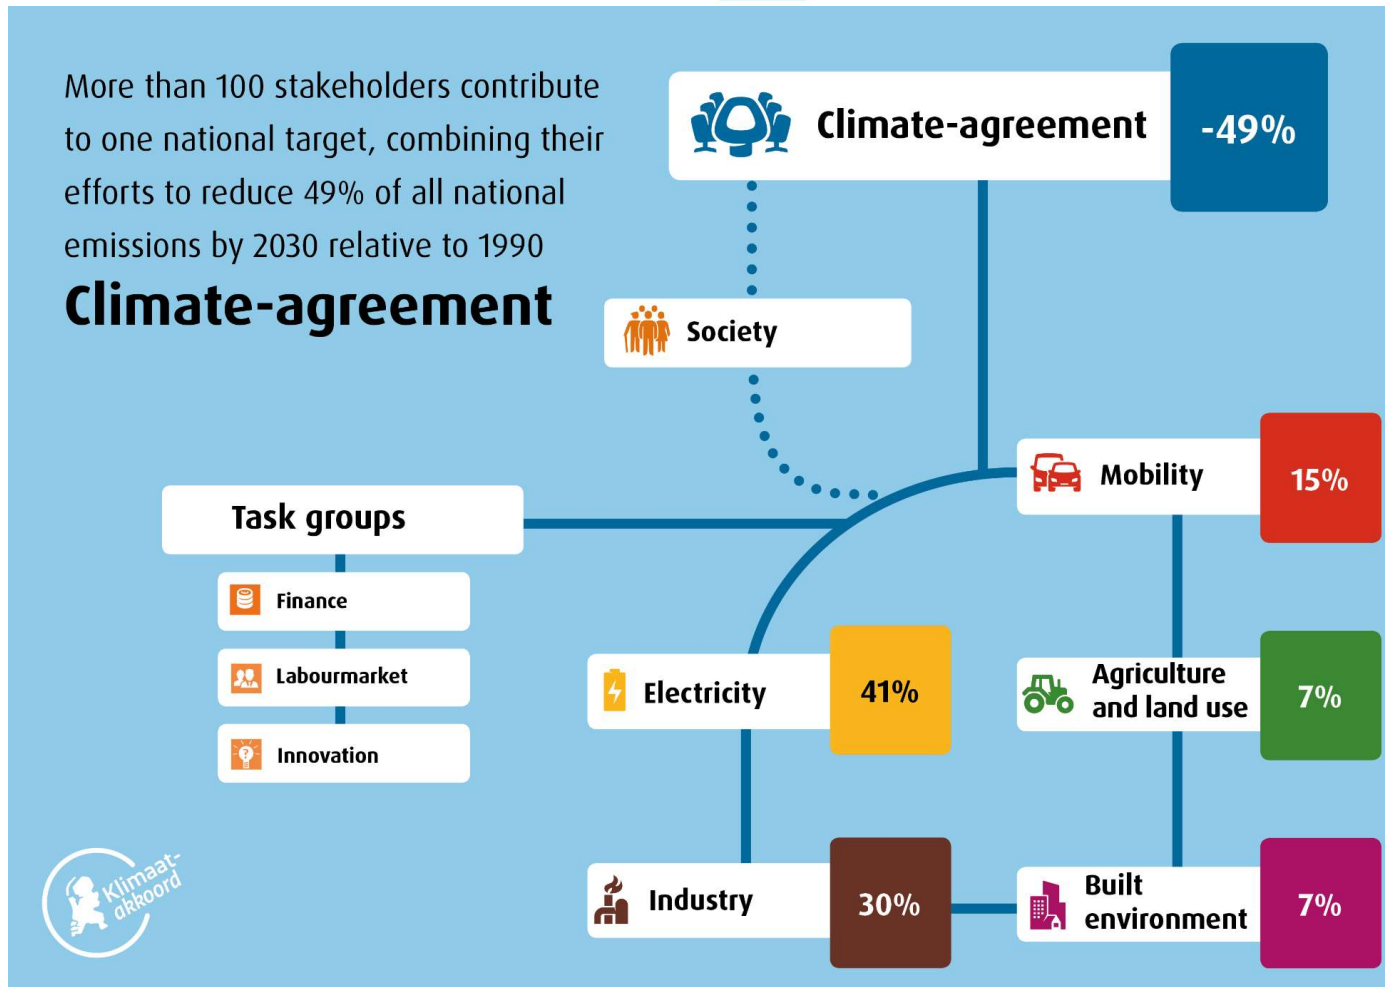 More than 100 stakeholders contribute
to one national target, combining their
efforts to reduce 49% of all national
emissions by 2030 relative to 1990
Climate-agreement
Climate-agreement
-49%
Society
Mobility
15%
Task groups
Finance
Labourmarket
Innovation
Electricity
41%
Agriculture
and land use
7%
Industry
30%
Built
environment
7%
Klimaat-
akkoord